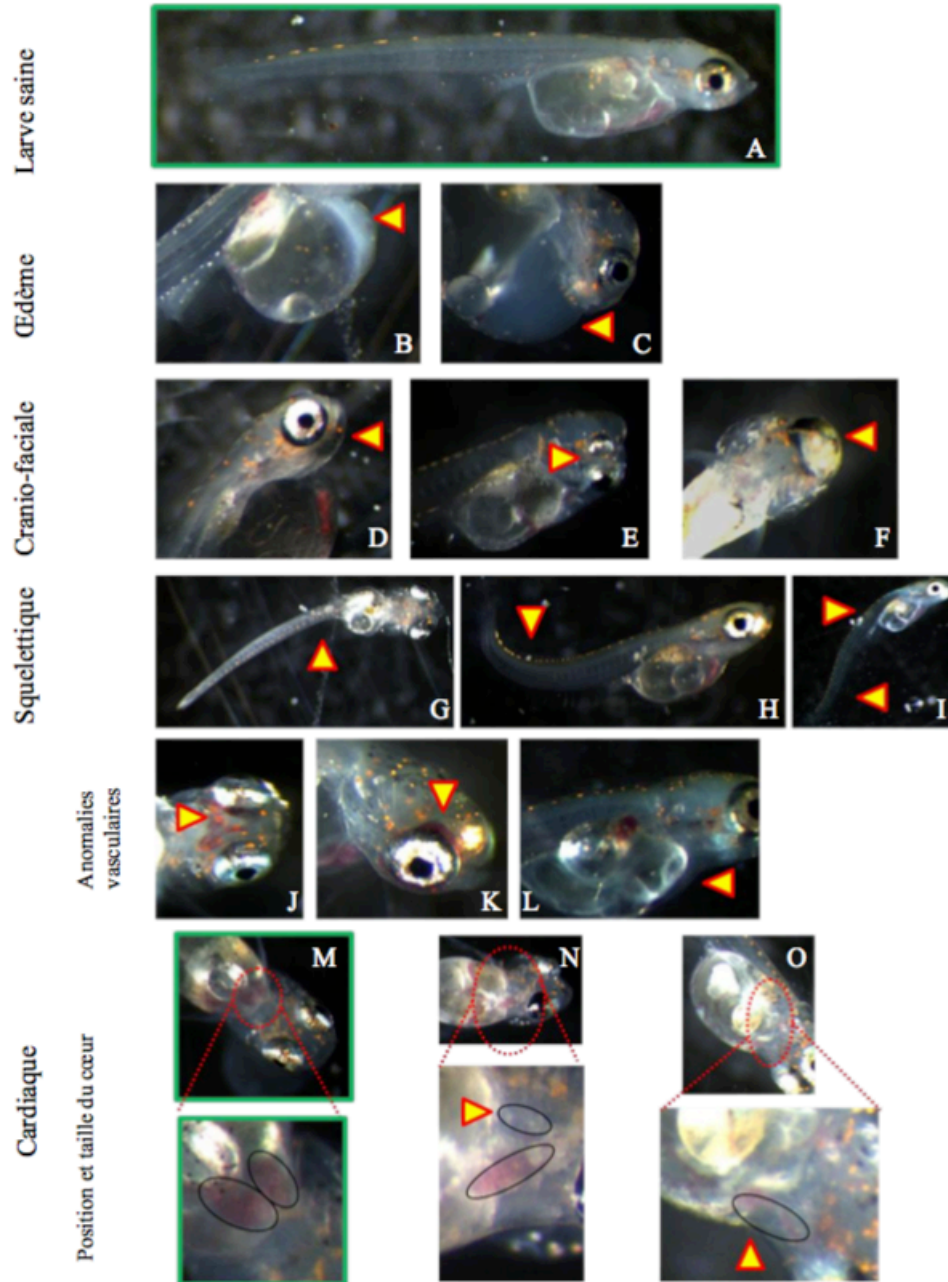 Larve saine
A
Œdème
B
C
Cranio-faciale
D
E
F
Squelettique
G
H
I
Anomalies
vasculaires
J
K
L
Cardiaque
Position et taille du cœur
M
N
O